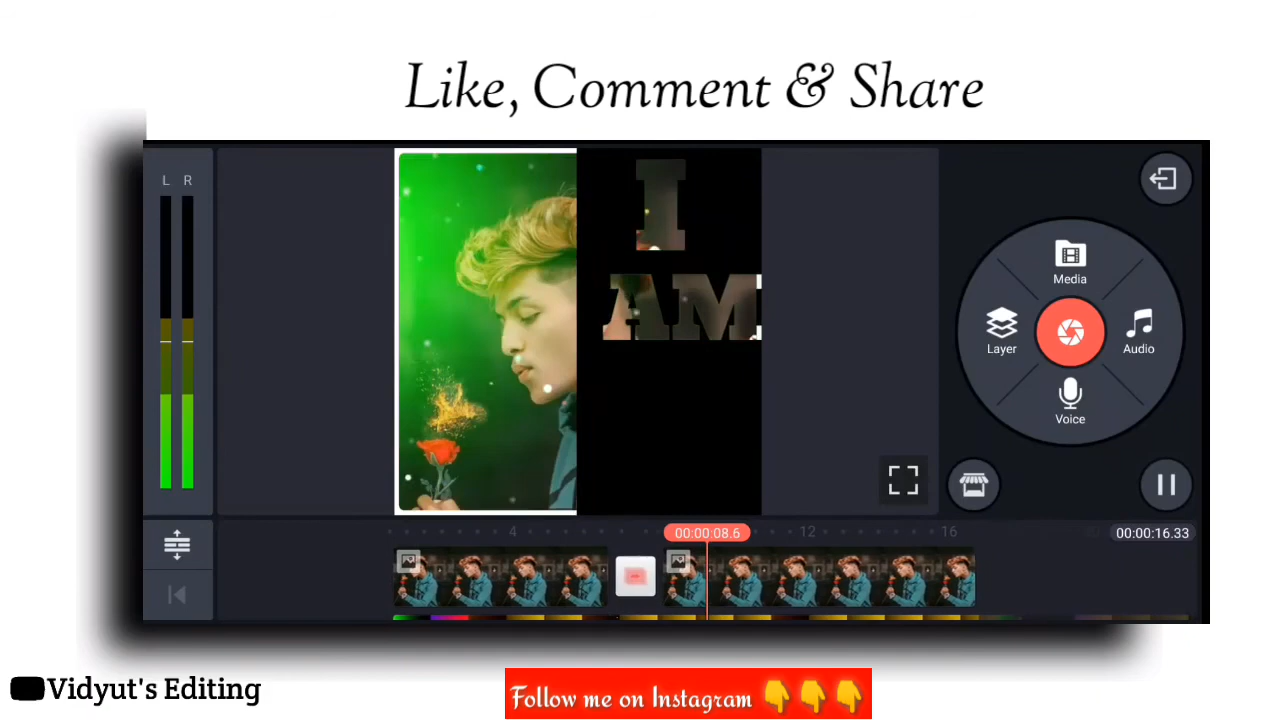 Like, Comment & Share
L R
I
AM
Media
Layer
Audio
Voice
4
12
16
00:00:08.6
00:00:16.33
Vidyut's Editing
Follow me on Instagram 👇👇👇